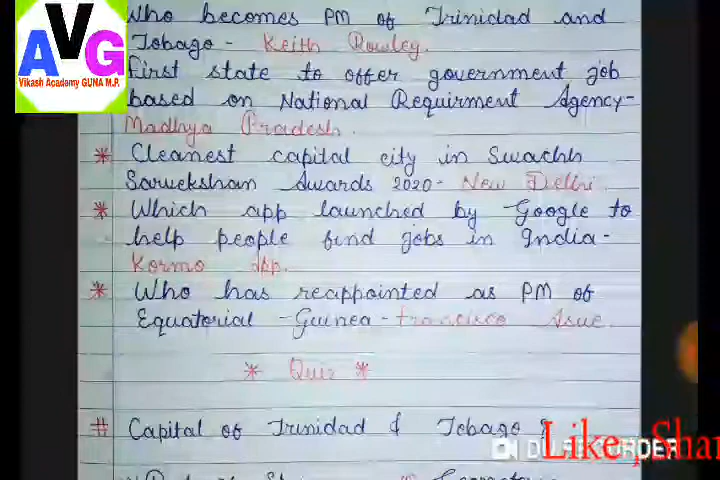 AVG
Vikash Academy GUNA M.P.
Who becomes PM of Trinidad and
Tobago - Keith Rowley.
First state to offer government job
based on National Requirment Agency-
Madhya Pradesh.
* Cleanest capital city in Swachh
Sarvekshan Awards 2020 - New Delhi
* Which app launched by Google to
help people find jobs in India -
Kormo App.
* Who has reappointed as PM of
Equatorial - Guinea - Francisco Asue
* Quiz *
# Capital of Trinidad & Tobago ?
Like, Shar
RECORDER